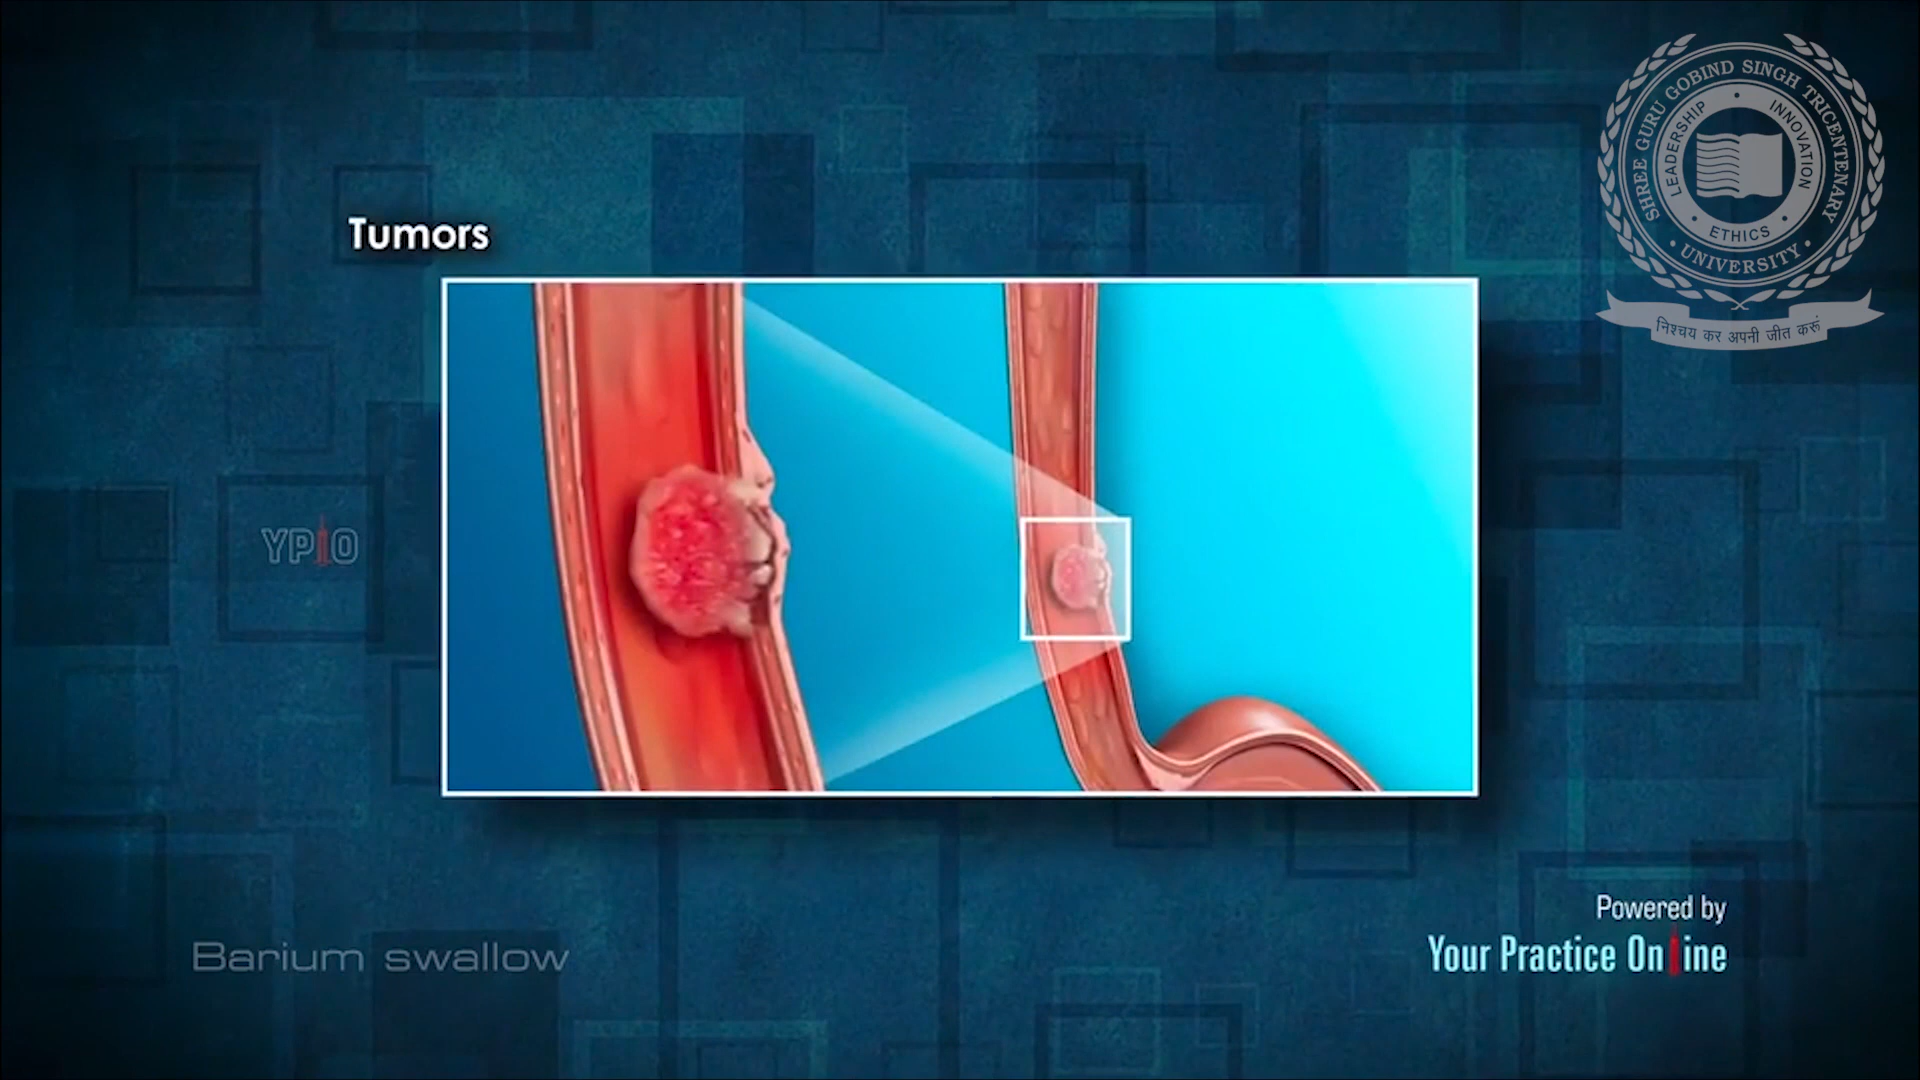 SHREE GURU GOBIND SINGH TRICENTENARY
UNIVERSITY
LEADERSHIP
INNOVATION
ETHICS
निश्चय कर अपनी जीत करूं
Tumors
YPO
Barium swallow
Powered by
Your Practice Online